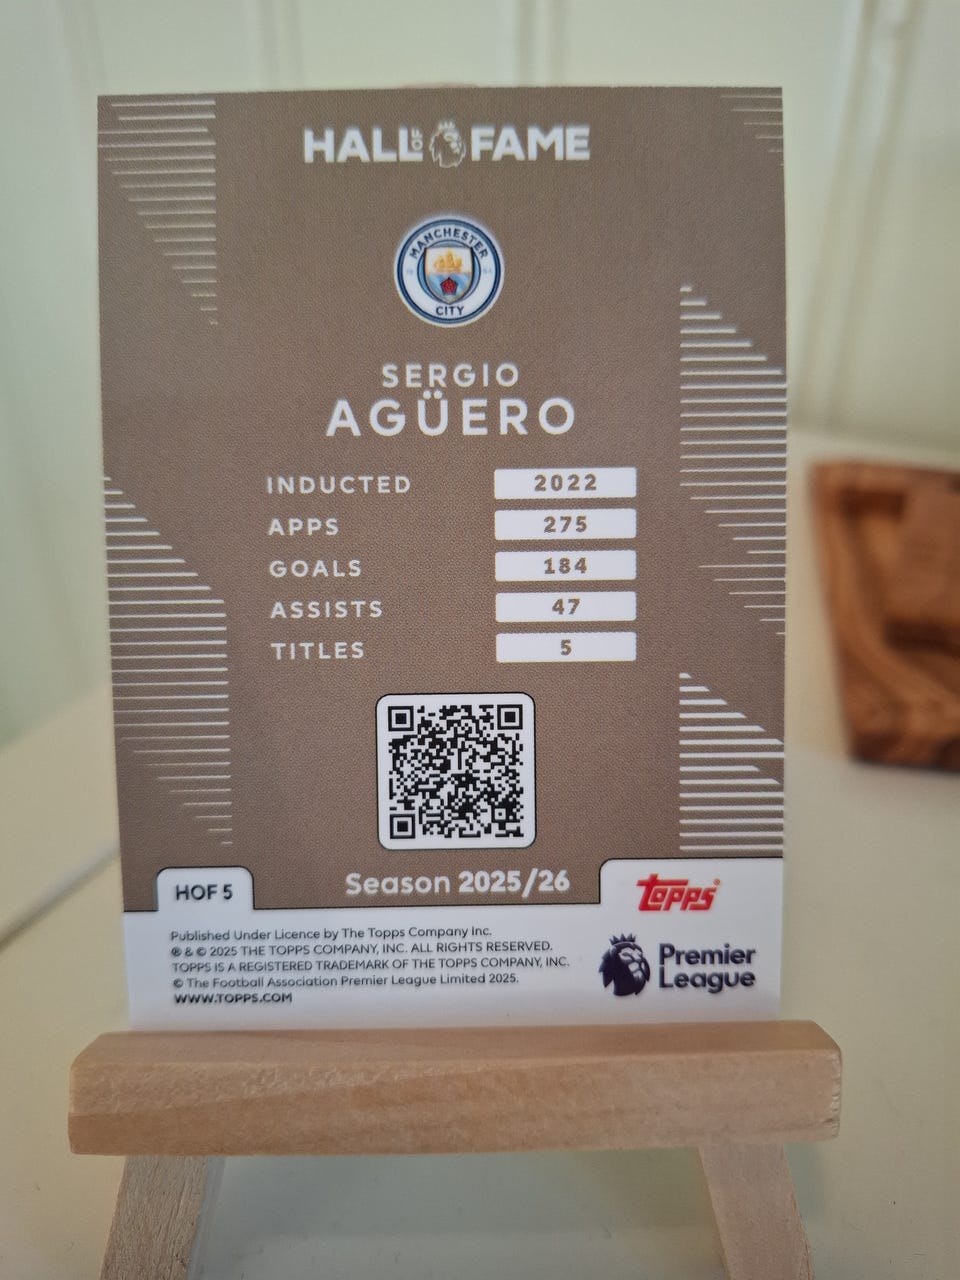 HALL OF FAME
MANCHESTER
CITY
SERGIO
AGÜERO
INDUCTED 2022
APPS 275
GOALS 184
ASSISTS 47
TITLES 5
HOF 5
Season 2025/26
Topps
Published Under Licence by The Topps Company Inc.
® & © 2025 THE TOPPS COMPANY, INC. ALL RIGHTS RESERVED.
TOPPS IS A REGISTERED TRADEMARK OF THE TOPPS COMPANY, INC.
© The Football Association Premier League Limited 2025.
WWW.TOPPS.COM
Premier
League